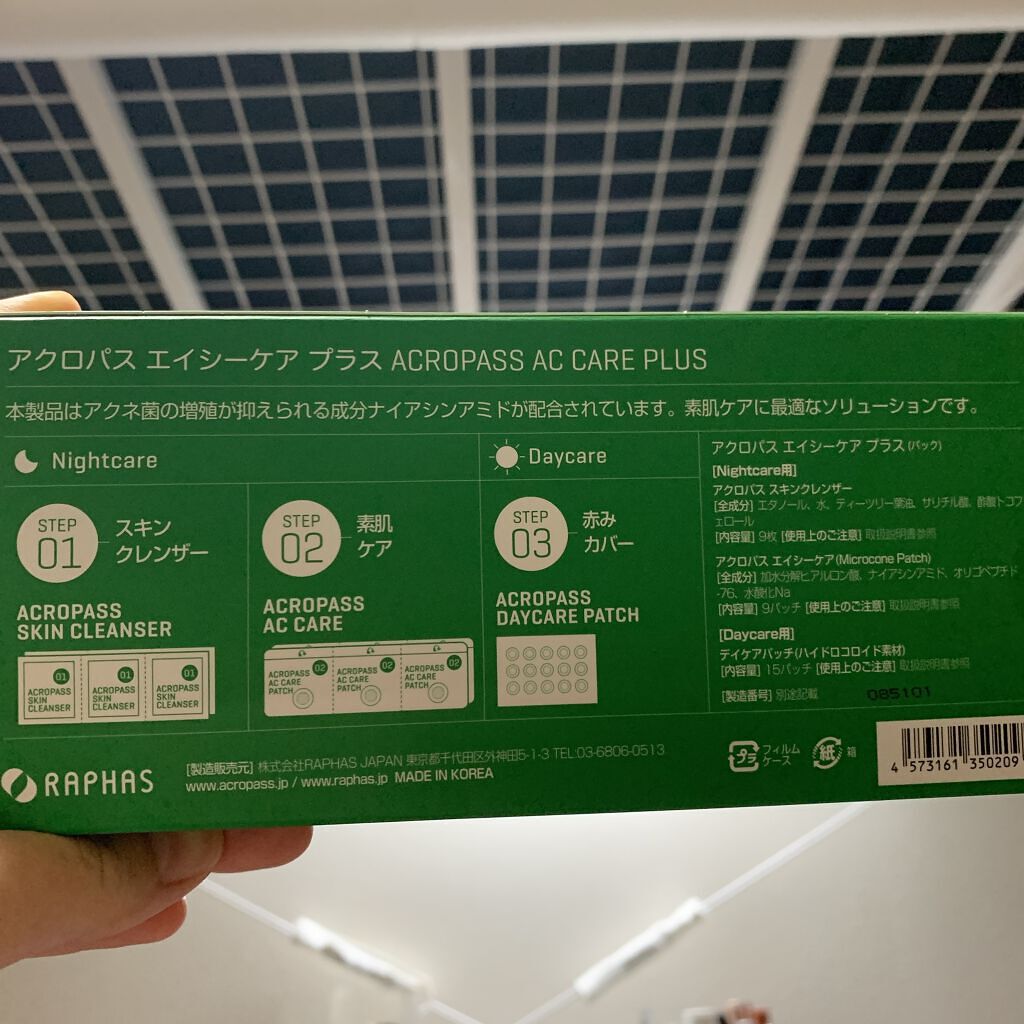 アクロパス エイシーケア プラス ACROPASS AC CARE PLUS
本製品はアクネ菌の増殖が抑えられる成分ナイアシンアミドが配合されています。素肌ケアに最適なソリューションです。
Nightcare
STEP
01
スキン
クレンザー
ACROPASS
SKIN CLEANSER
01
ACROPASS
SKIN
CLEANSER
01
ACROPASS
SKIN
CLEANSER
01
ACROPASS
SKIN
CLEANSER
STEP
02
素肌
ケア
ACROPASS
AC CARE
02
ACROPASS
AC CARE
PATCH
02
ACROPASS
AC CARE
PATCH
02
ACROPASS
AC CARE
PATCH
Daycare
STEP
03
赤み
カバー
ACROPASS
DAYCARE PATCH
アクロパス エイシーケア プラス(パック)
[Nightcare用]
アクロパス スキンクレンザー
[全成分] エタノール、水、ティーツリー葉油、サリチル酸、酢酸トコフ
ェロール
[内容量] 9枚 [使用上のご注意] 取扱説明書参照
アクロパス エイシーケア(Microcone Patch)
[全成分] 加水分解ヒアルロン酸、ナイアシンアミド、オリゴペプチド
-76、水酸化Na
[内容量] 9パッチ [使用上のご注意] 取扱説明書参照
[Daycare用]
デイケアパッチ(ハイドロコロイド素材)
[内容量] 15パッチ [使用上のご注意] 取扱説明書参照
[製造番号] 別途記載 085101
RAPHAS
[製造販売元] 株式会社RAPHAS JAPAN 東京都千代田区外神田5-1-3 TEL:03-6806-0513
www.acropass.jp / www.raphas.jp MADE IN KOREA
プラ
フィルム
ケース
紙
箱
4 573161 350209